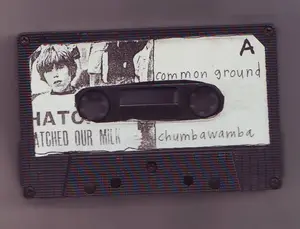 A
common ground
HATC
ATCHED OUR MILK
chumbawamba